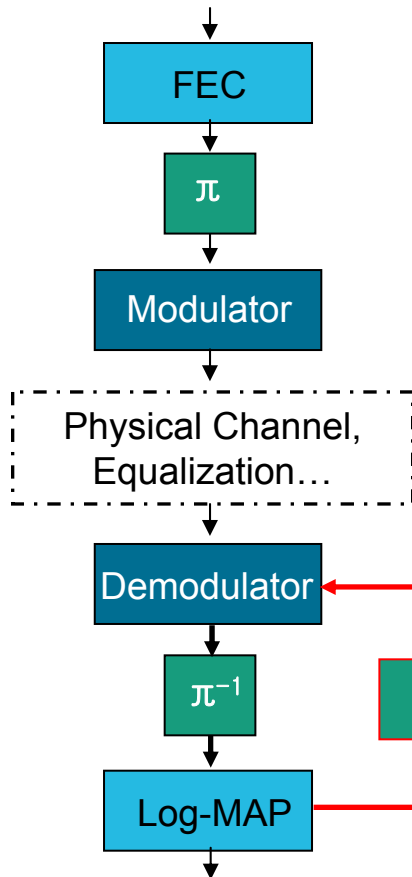 FEC
π
Modulator
Physical Channel,
Equalization…
Demodulator
π⁻¹
Log-MAP